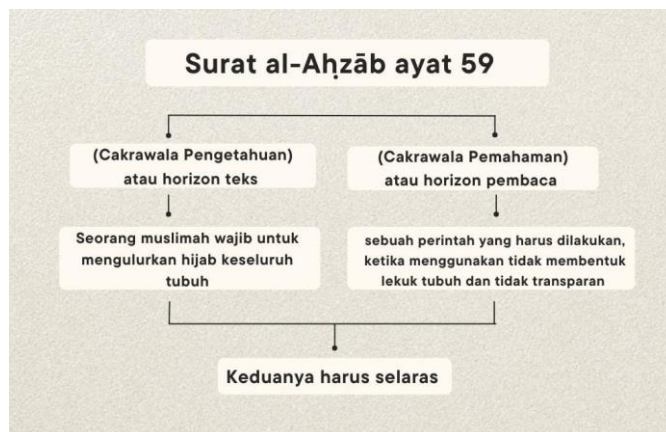 Surat al-Aḥzāb ayat 59
(Cakrawala Pengetahuan)
atau horizon teks
(Cakrawala Pemahaman)
atau horizon pembaca
Seorang muslimah wajib untuk
mengulurkan hijab keseluruh
tubuh
sebuah perintah yang harus dilakukan,
ketika menggunakan tidak membentuk
lekuk tubuh dan tidak transparan
Keduanya harus selaras